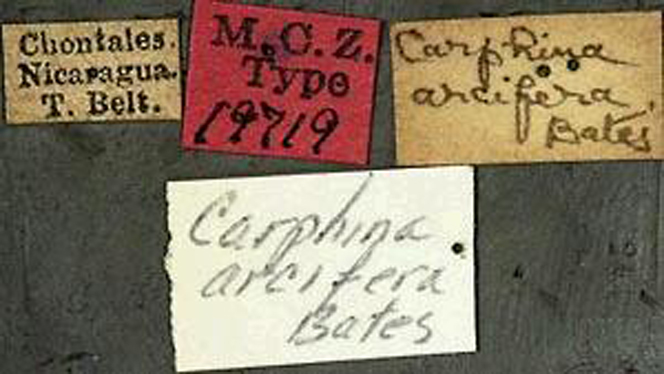 Chontales.
Nicaragua.
T. Belt.
M.C.Z.
Type
19719
Carphina
arcifera
Bates
Carphina
arcifera
Bates